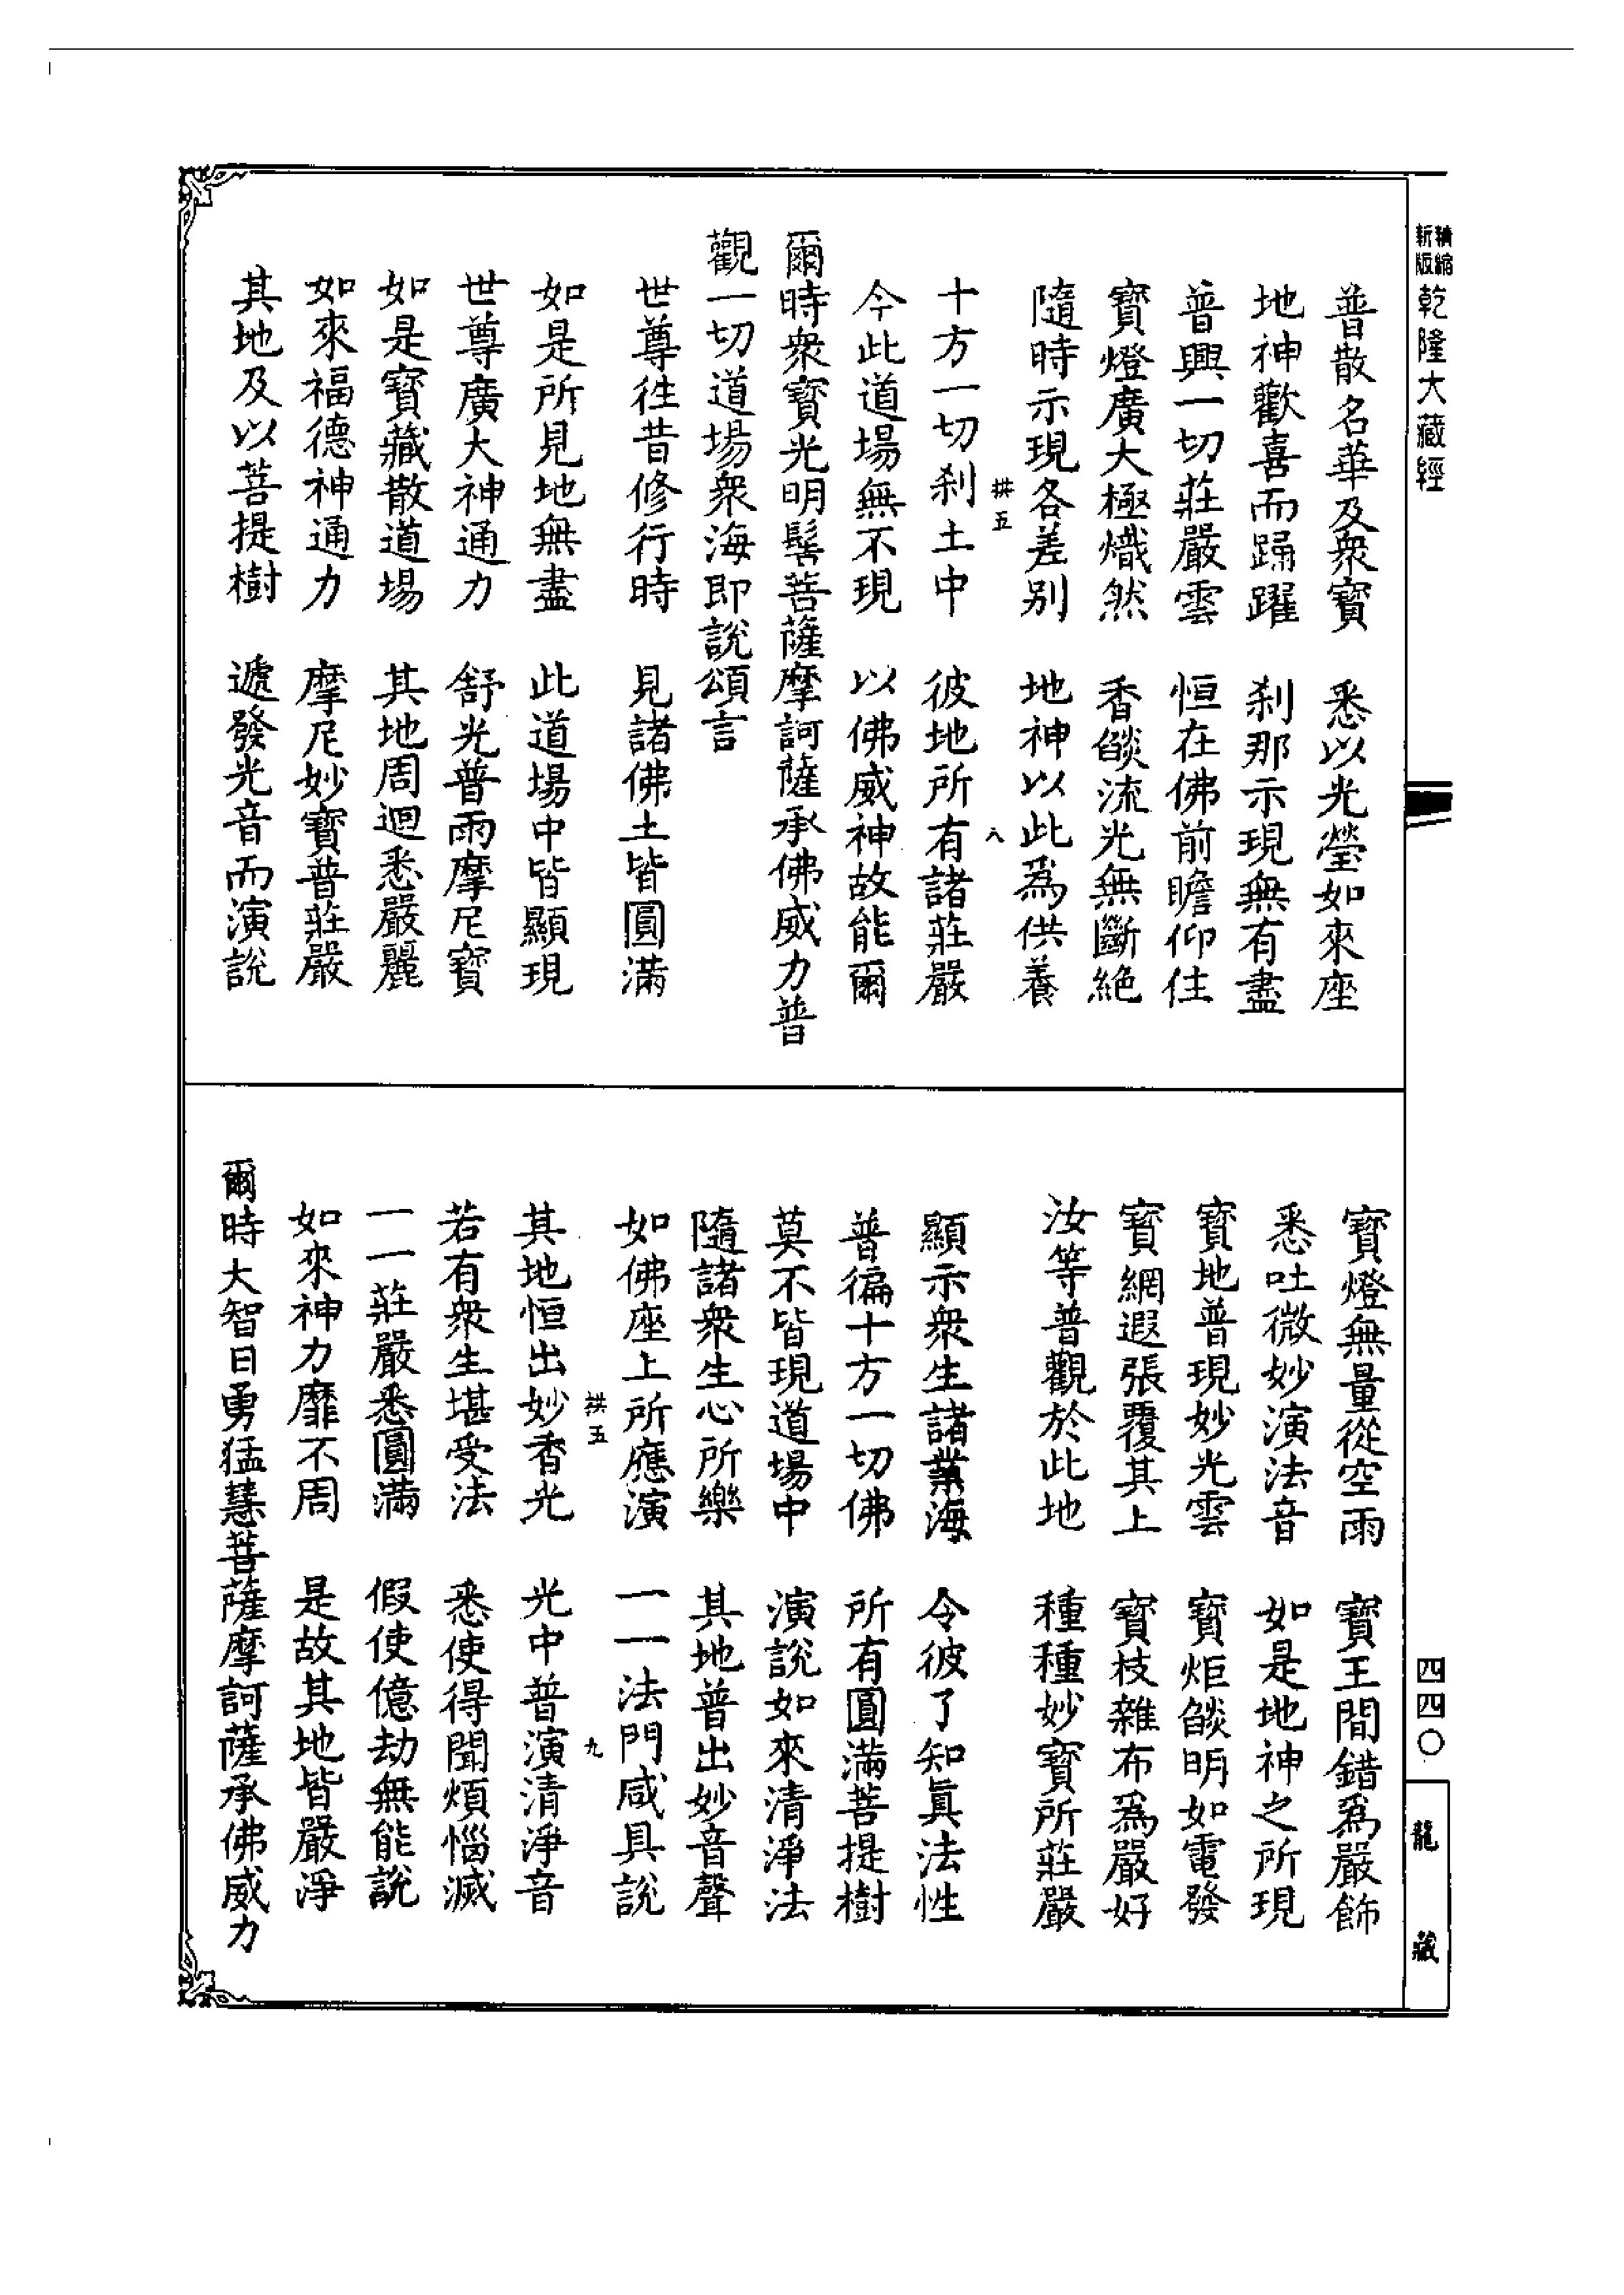 精縮新版乾隆大藏經
普散名華及衆寶　悉以光瑩如來座
地神歡喜而踊躍　刹那示現無有盡
普興一切莊嚴雲　恒在佛前瞻仰住
寶燈廣大極熾然　香燄流光無斷絶
隨時示現各差別　地神以此爲供養
拱五　八
十方一切刹土中　彼地所有諸莊嚴
今此道場無不現　以佛威神故能爾
爾時衆寶光明髻菩薩摩訶薩承佛威力普
觀一切道場衆海即說頌言
世尊徃昔修行時　見諸佛土皆圓滿
如是所見地無盡　此道場中皆顯現
世尊廣大神通力　舒光普雨摩尼寶
如是寶藏散道場　其地周迴悉嚴麗
如來福德神通力　摩尼妙寶普莊嚴
其地及以菩提樹　遞發光音而演說
寶燈無量從空雨　寶王間錯爲嚴飾
悉吐微妙演法音　如是地神之所現
寶地普現妙光雲　寶炬燄明如電發
寶網遐張覆其上　寶枝雜布爲嚴好
汝等普觀於此地　種種妙寶所莊嚴
顯示衆生諸業海　令彼了知眞法性
普徧十方一切佛　所有圓滿菩提樹
莫不皆現道場中　演說如來清淨法
隨諸衆生心所樂　其地普出妙音聲
如佛座上所應演　一一法門咸具說
拱五　九
其地恒出妙香光　光中普演清淨音
若有衆生堪受法　悉使得聞煩惱滅
一一莊嚴悉圓滿　假使億劫無能說
如來神力靡不周　是故其地皆嚴淨
爾時大智日勇猛慧菩薩摩訶薩承佛威力
四四〇
龍藏